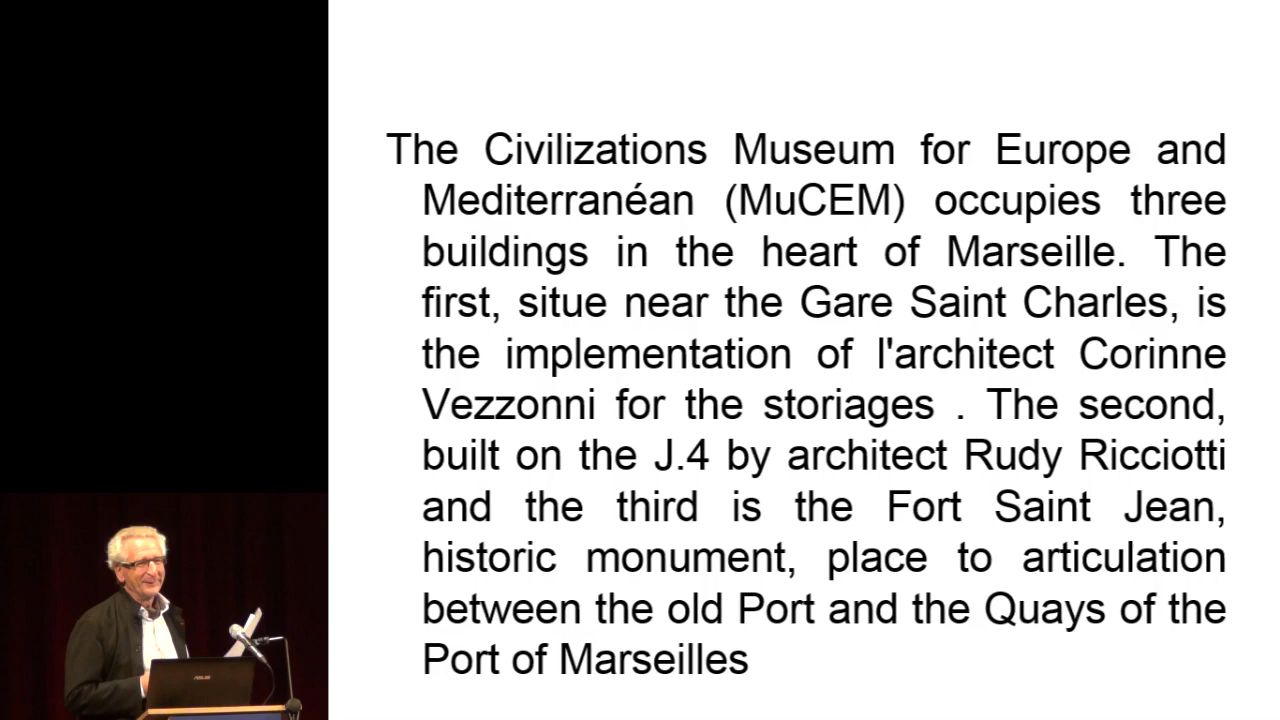 The Civilizations Museum for Europe and
Mediterranéan (MuCEM) occupies three
buildings in the heart of Marseille. The
first, situe near the Gare Saint Charles, is
the implementation of l'architect Corinne
Vezzonni for the storiages . The second,
built on the J.4 by architect Rudy Ricciotti
and the third is the Fort Saint Jean,
historic monument, place to articulation
between the old Port and the Quays of the
Port of Marseilles
ASUS